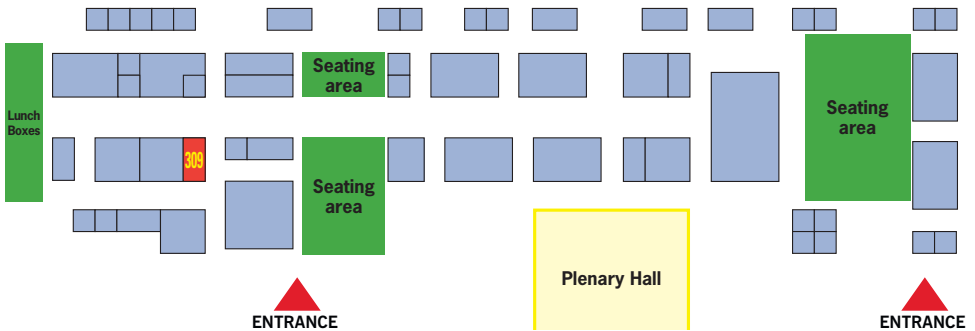 Seating
area
Lunch
Boxes
Seating
area
309
Seating
area
Plenary Hall
ENTRANCE
ENTRANCE